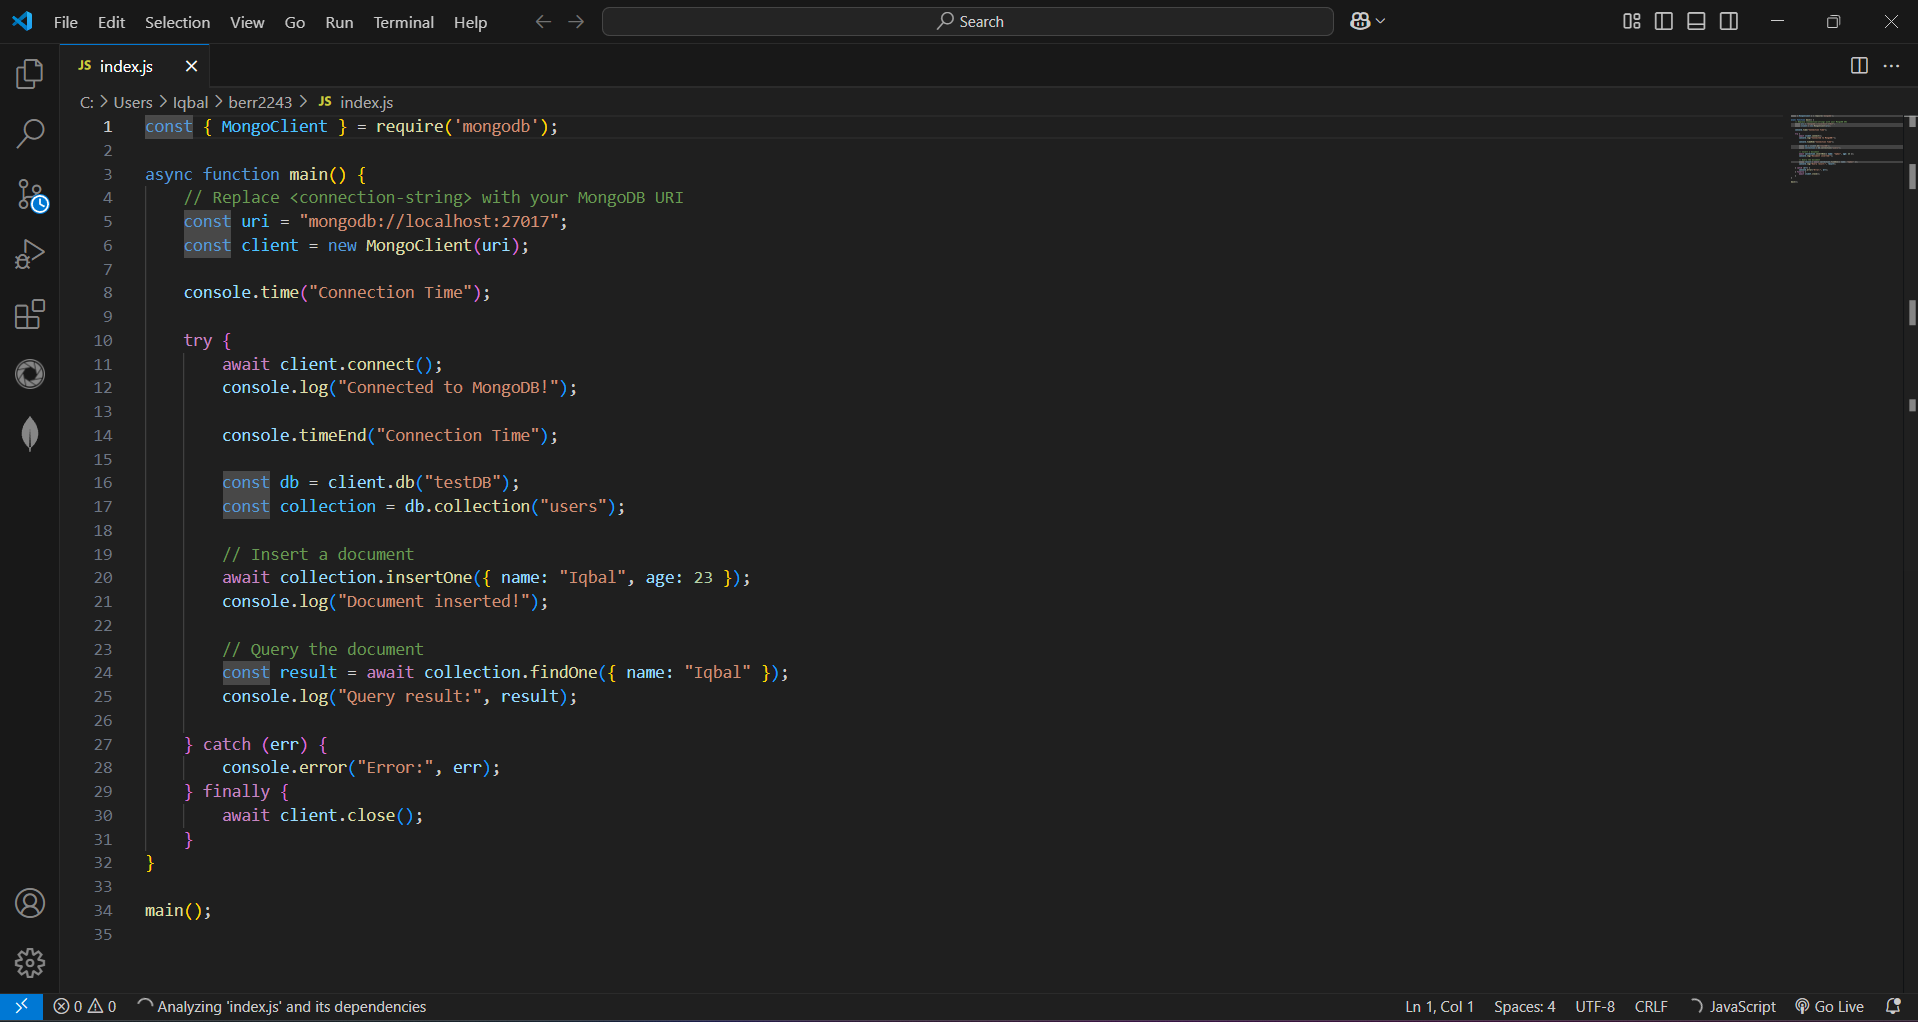 File Edit Selection View Go Run Terminal Help
Search
JS index.js
C: > Users > Iqbal > berr2243 > JS index.js
1 const { MongoClient } = require('mongodb');
2
3 async function main() {
4 // Replace <connection-string> with your MongoDB URI
5 const uri = "mongodb://localhost:27017";
6 const client = new MongoClient(uri);
7
8 console.time("Connection Time");
9
10 try {
11 await client.connect();
12 console.log("Connected to MongoDB!");
13
14 console.timeEnd("Connection Time");
15
16 const db = client.db("testDB");
17 const collection = db.collection("users");
18
19 // Insert a document
20 await collection.insertOne({ name: "Iqbal", age: 23 });
21 console.log("Document inserted!");
22
23 // Query the document
24 const result = await collection.findOne({ name: "Iqbal" });
25 console.log("Query result:", result);
26
27 } catch (err) {
28 console.error("Error:", err);
29 } finally {
30 await client.close();
31 }
32 }
33
34 main();
35
0 0 Analyzing 'index.js' and its dependencies
Ln 1, Col 1 Spaces: 4 UTF-8 CRLF JavaScript Go Live